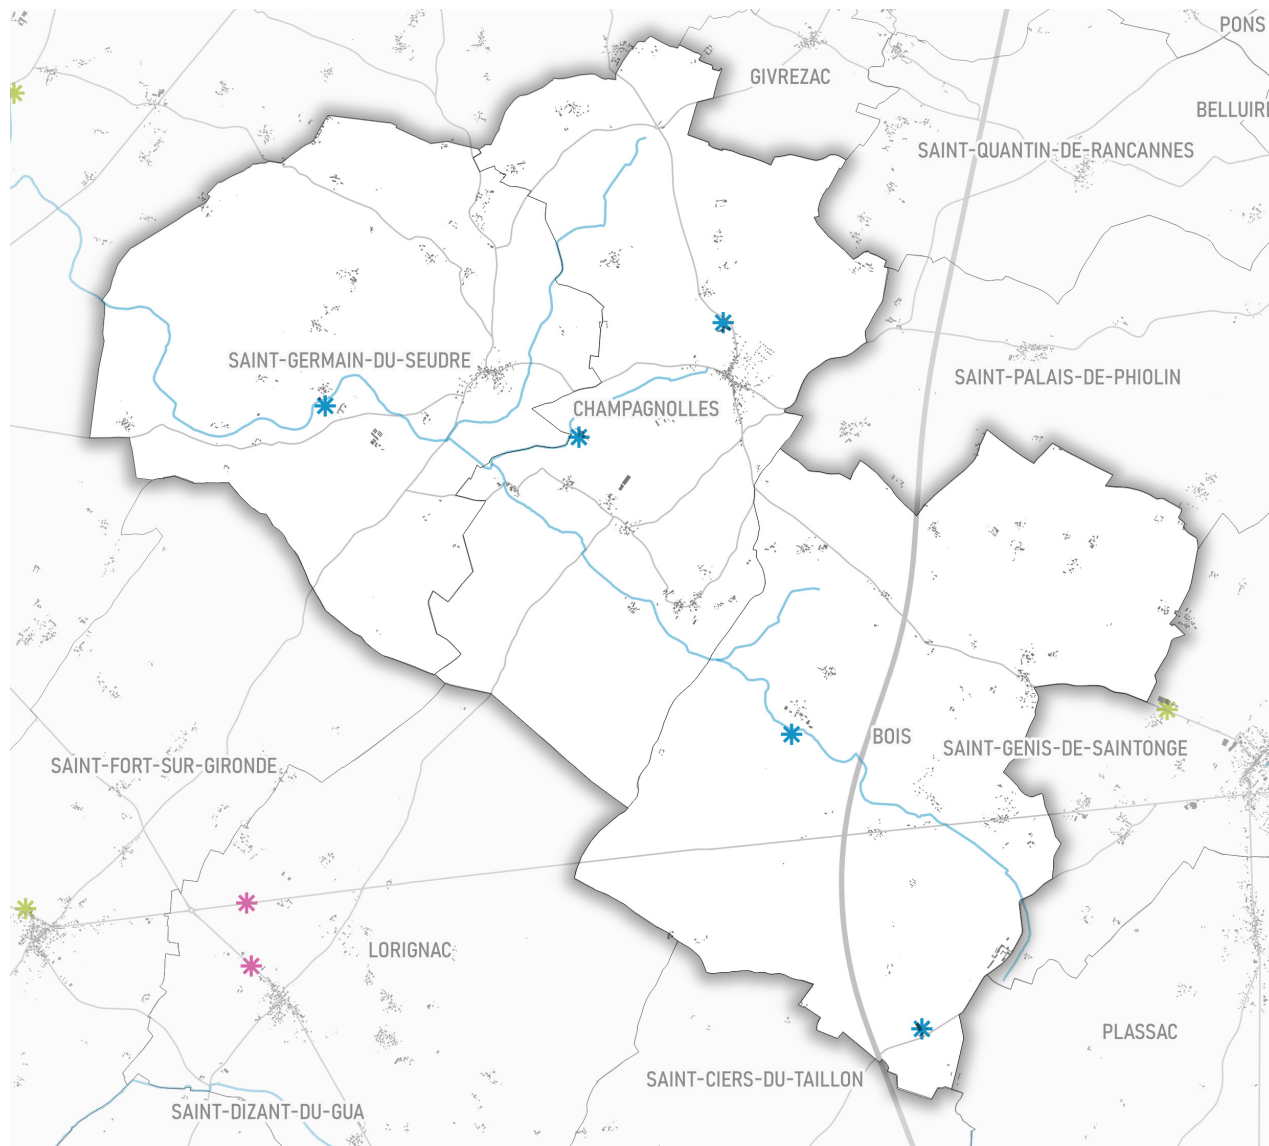 PONS
GIVREZAC
BELLUIRE
SAINT-QUANTIN-DE-RANCANNES
SAINT-GERMAIN-DU-SEUDRE
SAINT-PALAIS-DE-PHIOLIN
CHAMPAGNOLLES
BOIS
SAINT-GENIS-DE-SAINTONGE
SAINT-FORT-SUR-GIRONDE
LORIGNAC
PLASSAC
SAINT-CIERS-DU-TAILLON
SAINT-DIZANT-DU-GUA